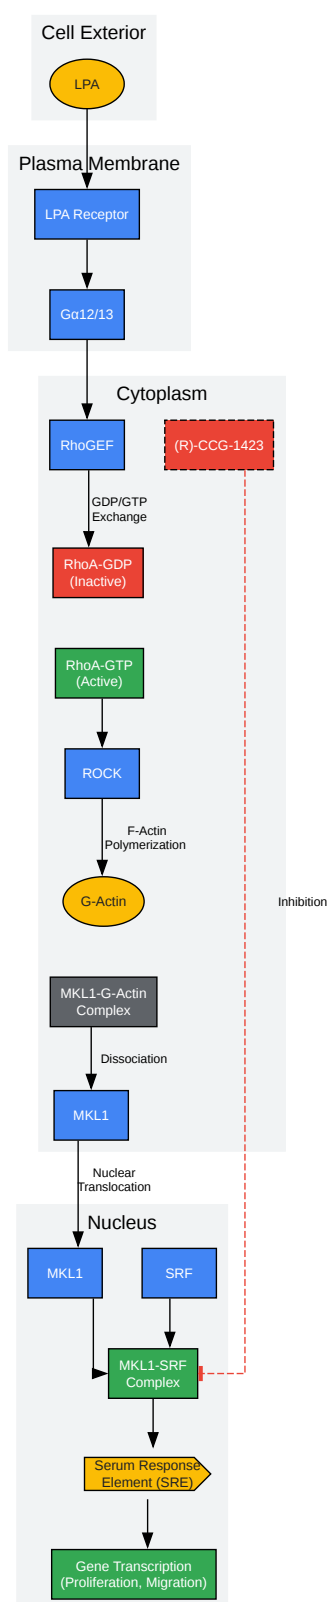 Cell Exterior
LPA
Plasma Membrane
LPA Receptor
Gα12/13
Cytoplasm
RhoGEF
(R)-CCG-1423
GDP/GTP
Exchange
RhoA-GDP
(Inactive)
RhoA-GTP
(Active)
ROCK
F-Actin
Polymerization
G-Actin
Inhibition
MKL1-G-Actin
Complex
Dissociation
MKL1
Nuclear
Translocation
Nucleus
MKL1
SRF
MKL1-SRF
Complex
Serum Response
Element (SRE)
Gene Transcription
(Proliferation, Migration)